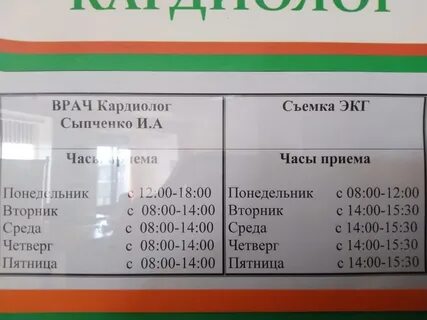 КАРДИОЛОГ
ВРАЧ Кардиолог
Сыпченко И.А
Часы приема
Понедельник с 12:00-18:00
Вторник с 08:00-14:00
Среда с 08:00-14:00
Четверг с 08:00-14:00
Пятница с 08:00-14:00
Съемка ЭКГ
Часы приема
Понедельник с 08:00-12:00
Вторник с 14:00-15:30
Среда с 14:00-15:30
Четверг с 14:00-15:30
Пятница с 14:00-15:30